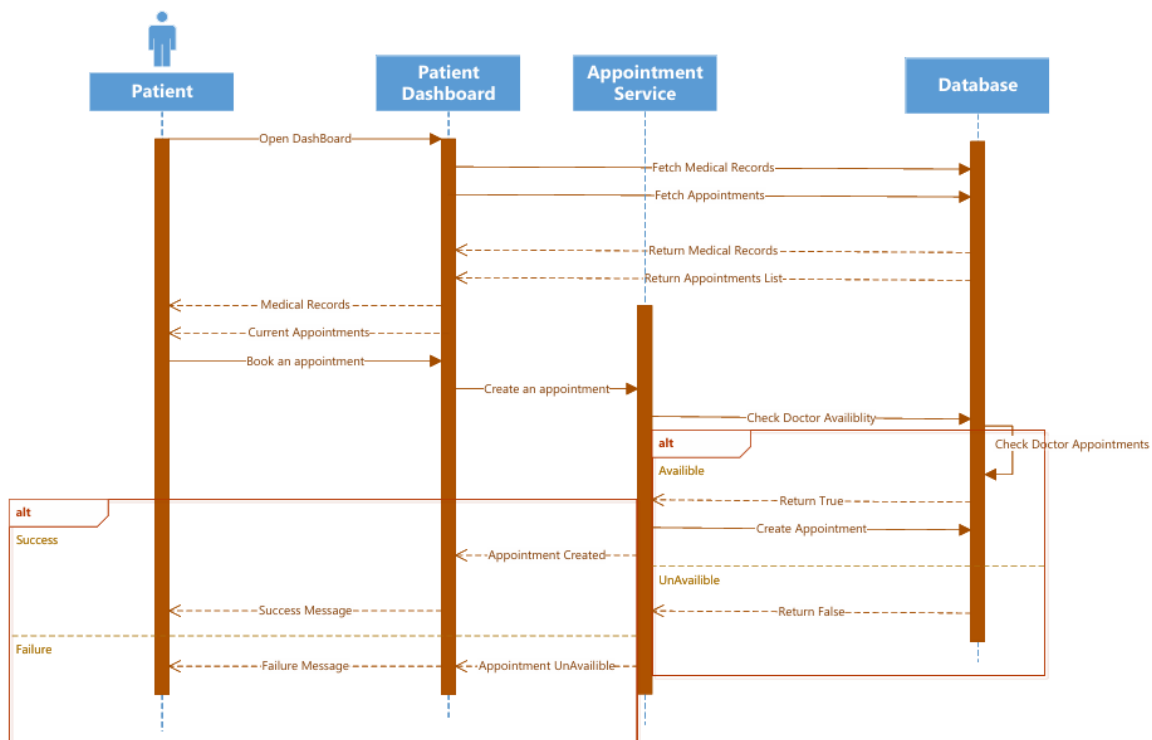 Patient
Patient
Dashboard
Appointment
Service
Database
Open DashBoard
Fetch Medical Records
Fetch Appointments
Return Medical Records
Return Appointments List
Medical Records
Current Appointments
Book an appointment
Create an appointment
Check Doctor Availiblity
alt
Check Doctor Appointments
Availible
Return True
alt
Create Appointment
Success
Appointment Created
UnAvailible
Success Message
Return False
Failure
Failure Message
Appointment UnAvailible